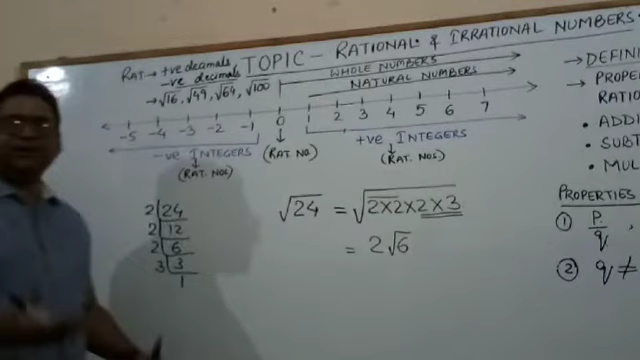 TOPIC - RATIONAL & IRRATIONAL NUMBERS
RAT → +ve decimals
-ve decimals
→ √16, √49, √64, √100
WHOLE NUMBERS
NATURAL NUMBERS
-5 -4 -3 -2 -1 0 1 2 3 4 5 6 7
-ve INTEGERS
(RAT. NOS)
(RAT. NO)
+ve INTEGERS
(RAT. NOS)
2 | 24
2 | 12
2 | 6
3 | 3
1
√24 = √2×2×2×3
= 2√6
→ DEFIN
→ PROPE
RATIO
• ADDI
• SUBT
• MUL
PROPERTIES
① P/q ,
② q ≠